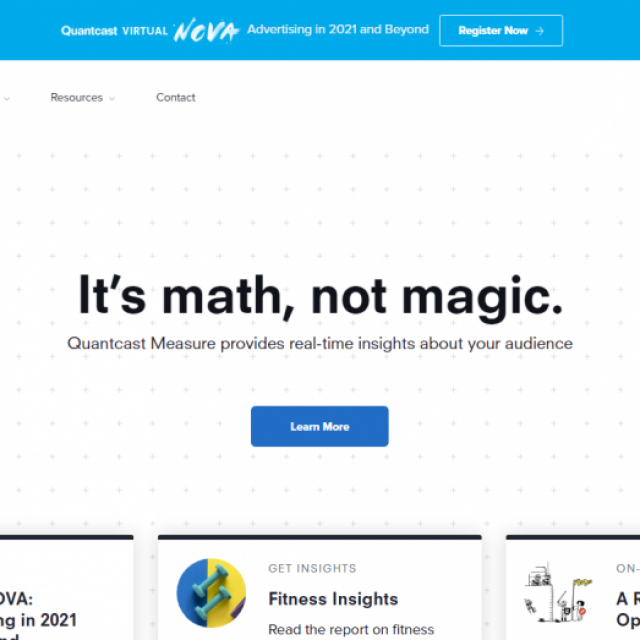 Quantcast VIRTUAL NOVA Advertising in 2021 and Beyond Register Now →
Resources Contact
It's math, not magic.
Quantcast Measure provides real-time insights about your audience
Learn More
OVA:
ng in 2021
nd
GET INSIGHTS
Fitness Insights
Read the report on fitness
ON-
A R
Op